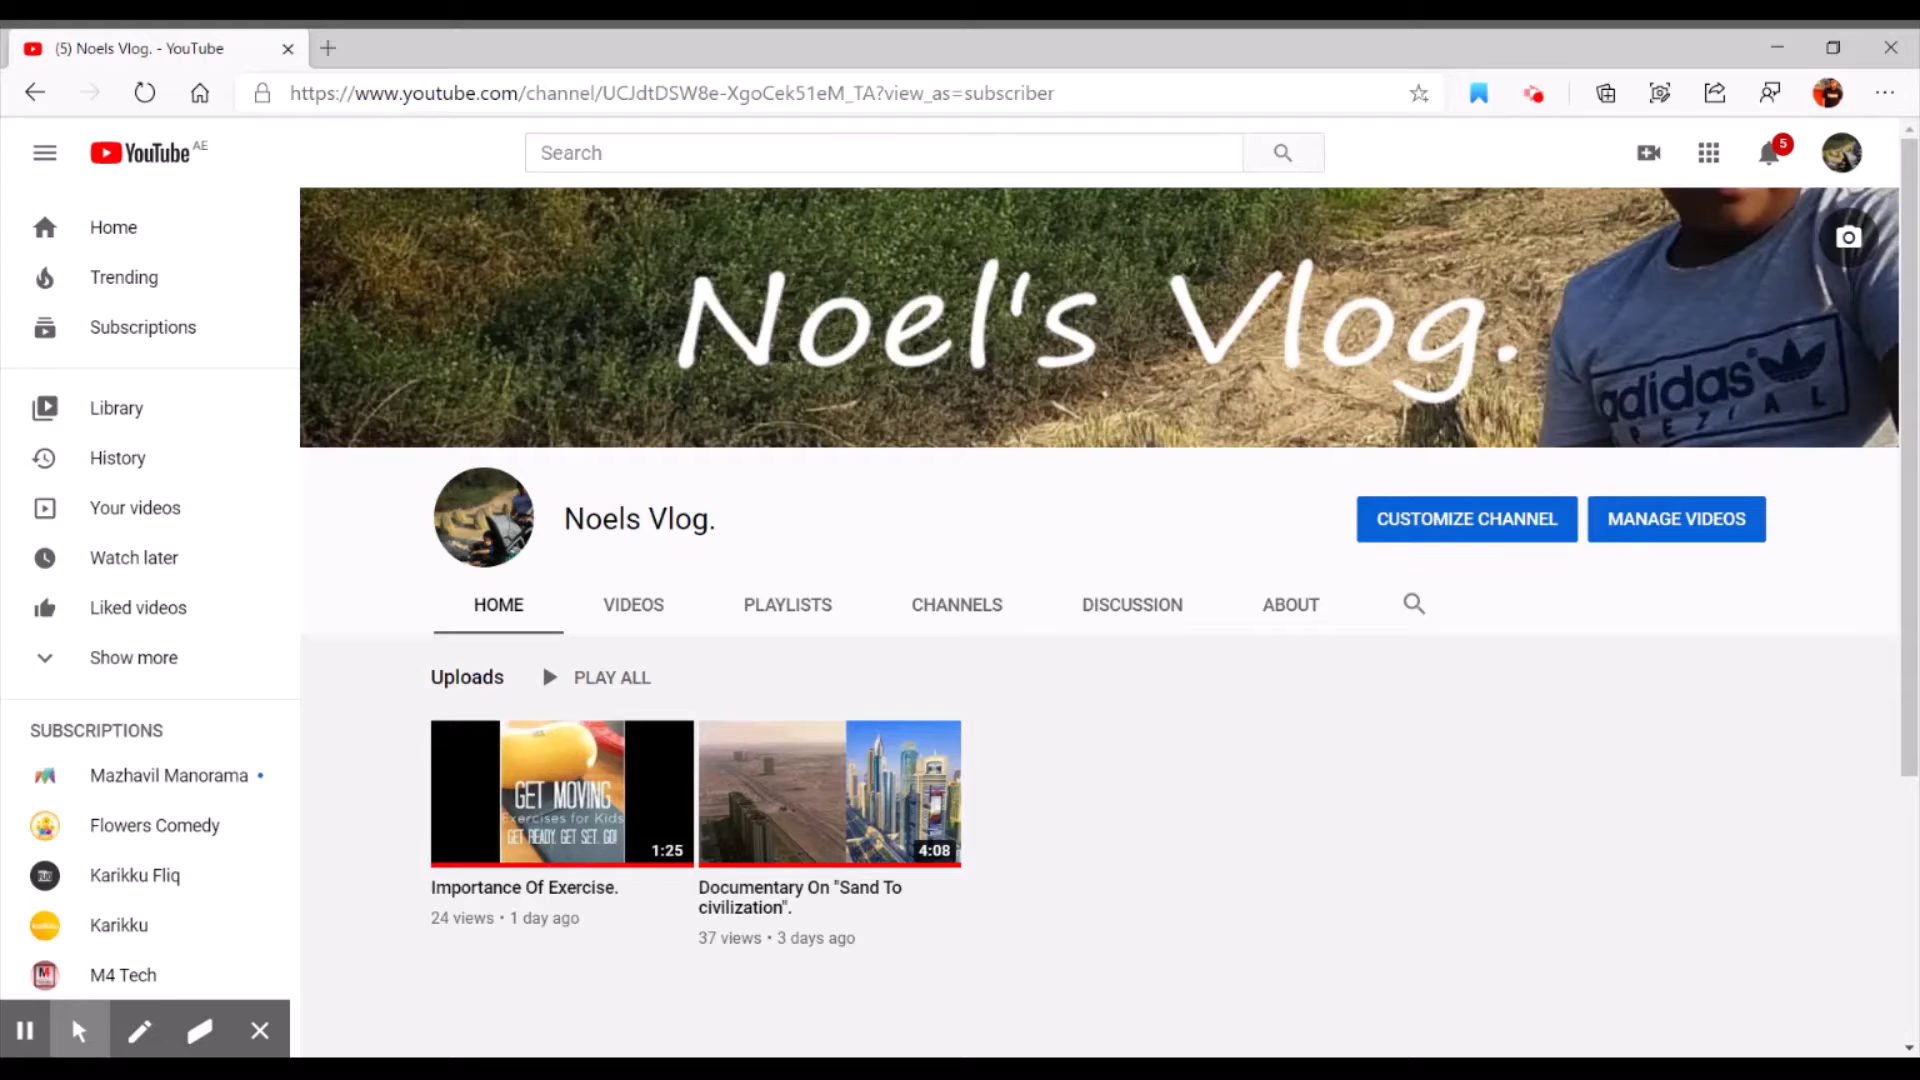 (5) Noels Vlog. - YouTube
https://www.youtube.com/channel/UCJdtDSW8e-XgoCek51eM_TA?view_as=subscriber
YouTube AE
Search
5
Home
Trending
Subscriptions
Library
History
Your videos
Watch later
Liked videos
Show more
SUBSCRIPTIONS
Mazhavil Manorama
Flowers Comedy
Karikku Fliq
Karikku
M4 Tech
Noel's Vlog.
adidas
Noels Vlog.
CUSTOMIZE CHANNEL
MANAGE VIDEOS
HOME VIDEOS PLAYLISTS CHANNELS DISCUSSION ABOUT
Uploads PLAY ALL
GET MOVING
Exercises for Kids
GET READY. GET SET. GO!
1:25
Importance Of Exercise.
24 views • 1 day ago
4:08
Documentary On "Sand To
civilization".
37 views • 3 days ago